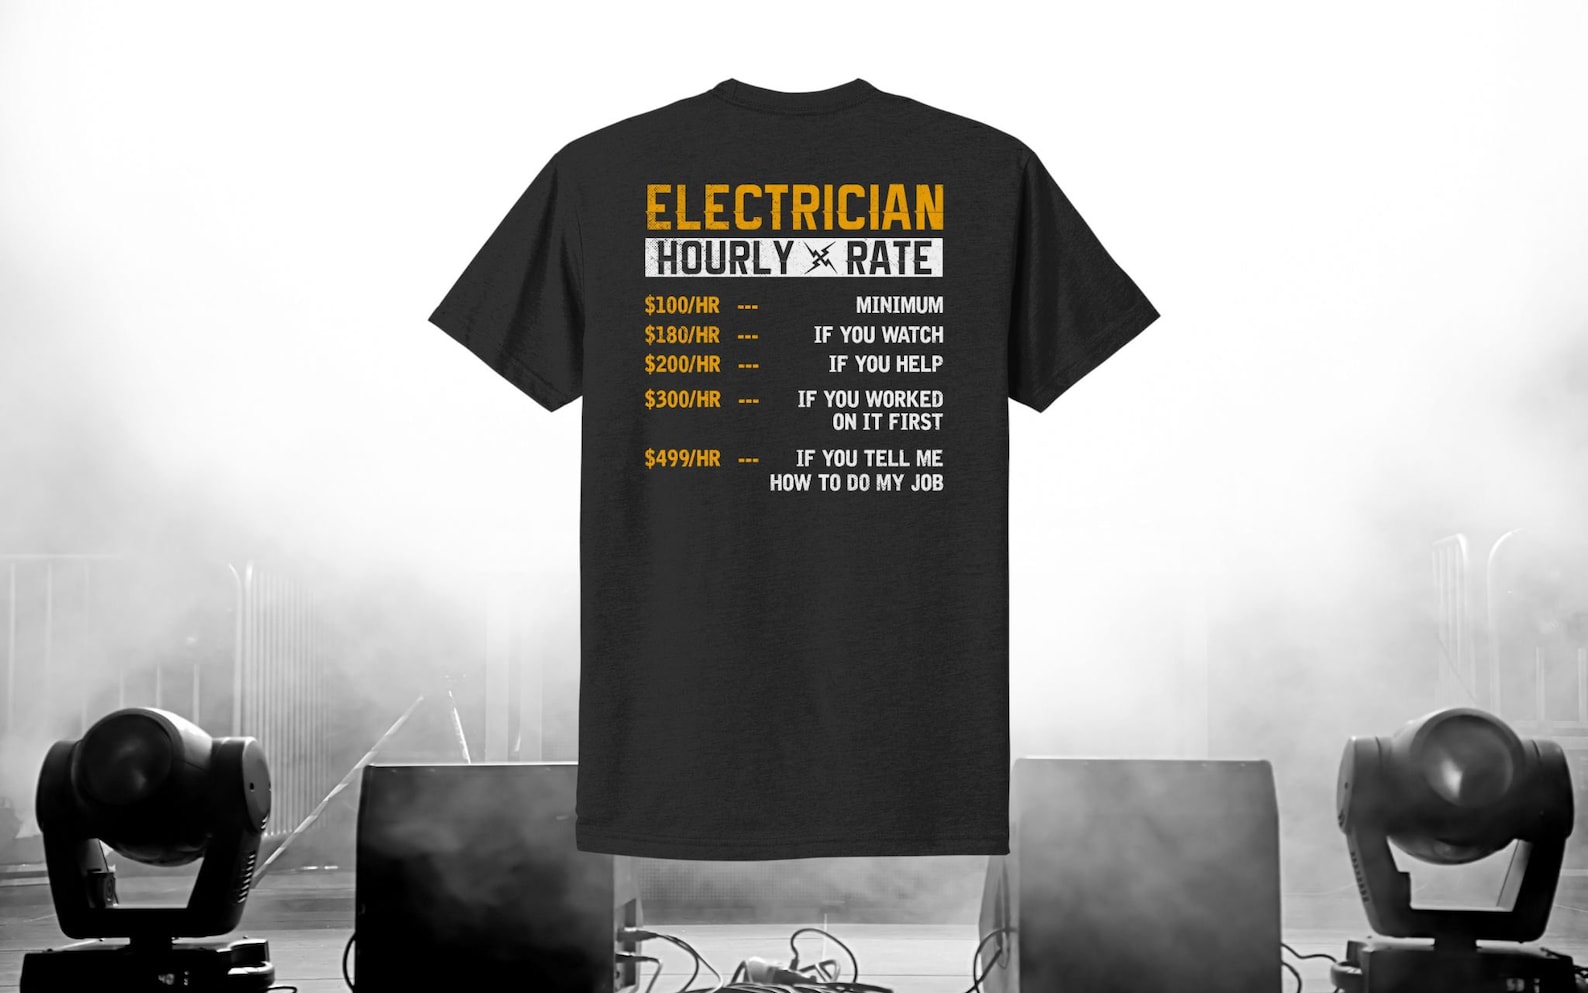 ELECTRICIAN
HOURLY RATE
$100/HR --- MINIMUM
$180/HR --- IF YOU WATCH
$200/HR --- IF YOU HELP
$300/HR --- IF YOU WORKED
ON IT FIRST
$499/HR --- IF YOU TELL ME
HOW TO DO MY JOB